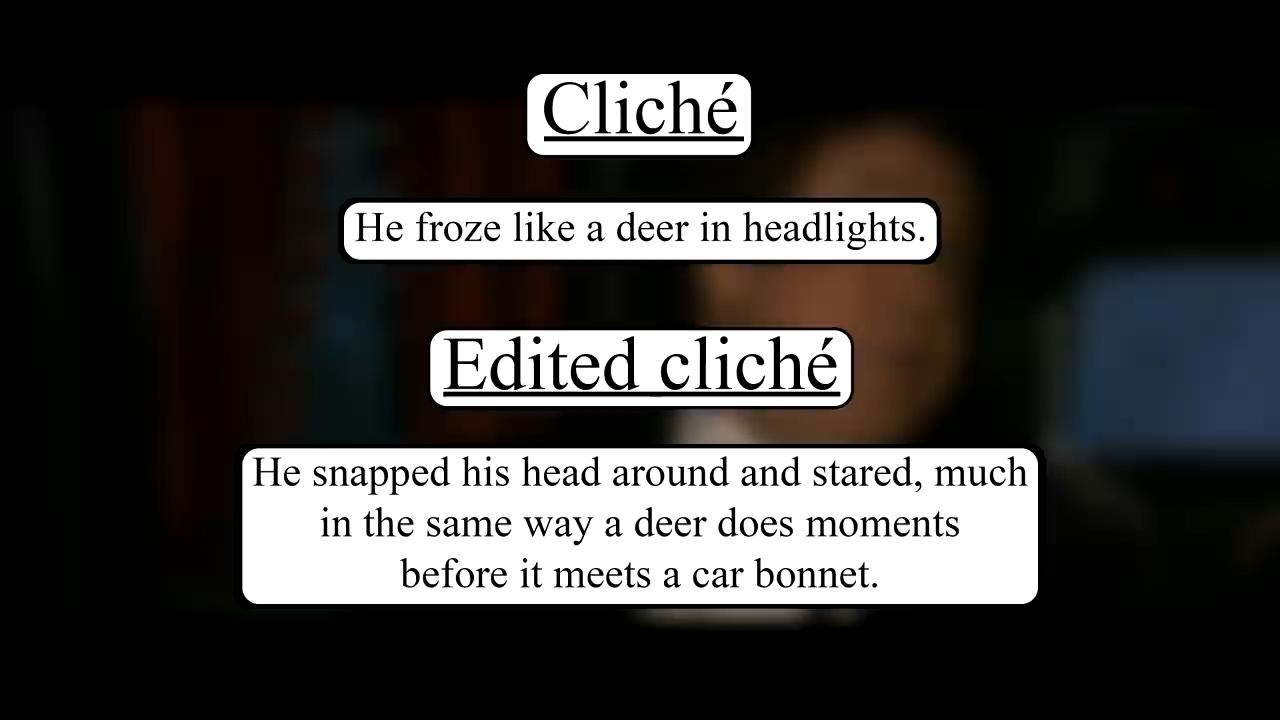 Cliché
He froze like a deer in headlights.
Edited cliché
He snapped his head around and stared, much
in the same way a deer does moments
before it meets a car bonnet.